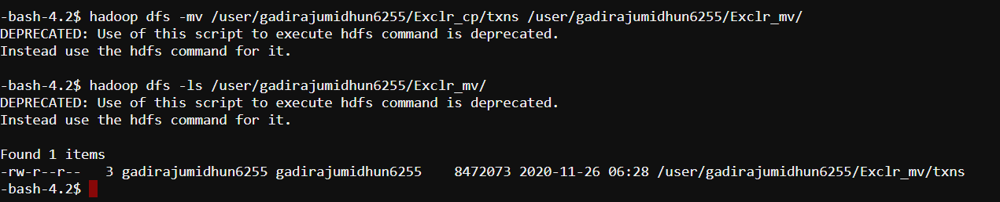 -bash-4.2$ hadoop dfs -mv /user/gadirajumidhun6255/Exclr_cp/txns /user/gadirajumidhun6255/Exclr_mv/
DEPRECATED: Use of this script to execute hdfs command is deprecated.
Instead use the hdfs command for it.
-bash-4.2$ hadoop dfs -ls /user/gadirajumidhun6255/Exclr_mv/
DEPRECATED: Use of this script to execute hdfs command is deprecated.
Instead use the hdfs command for it.
Found 1 items
-rw-r--r--   3 gadirajumidhun6255 gadirajumidhun6255    8472073 2020-11-26 06:28 /user/gadirajumidhun6255/Exclr_mv/txns
-bash-4.2$